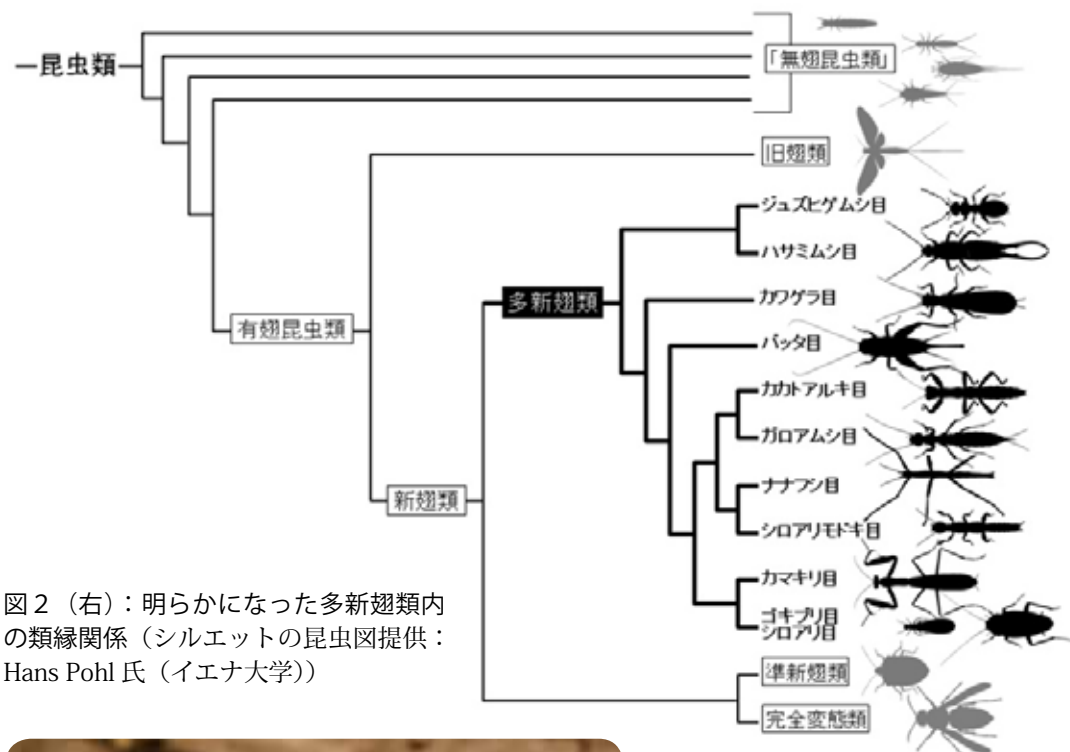 昆虫類
「無翅昆虫類」
旧翅類
ジュズヒゲムシ目
ハサミムシ目
多新翅類
カワゲラ目
有翅昆虫類
バッタ目
カカトアルキ目
ガロアムシ目
ナナフシ目
新翅類
シロアリモドキ目
カマキリ目
ゴキブリ目
シロアリ目
準新翅類
完全変態類
図2（右）：明らかになった多新翅類内
の類縁関係（シルエットの昆虫図提供：
Hans Pohl 氏（イエナ大学））